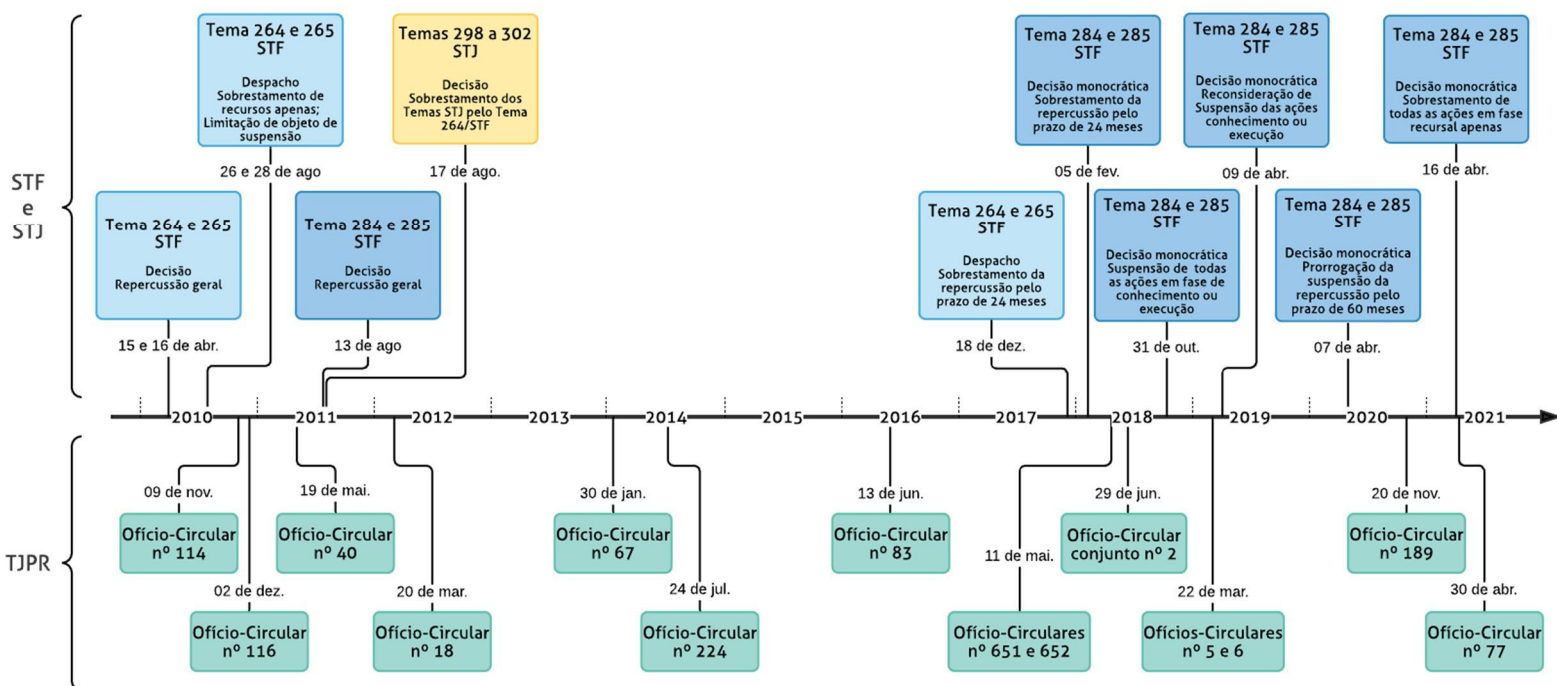 STF
e
STJ
Tema 264 e 265
STF
Despacho
Sobrestamento de
recursos apenas;
Limitação de objeto de
suspensão
26 e 28 de ago
Temas 298 a 302
STJ
Decisão
Sobrestamento dos
Temas STJ pelo Tema
264/STF
17 de ago.
Tema 284 e 285
STF
Decisão monocrática
Sobrestamento da
repercussão pelo
prazo de 24 meses
05 de fev.
Tema 284 e 285
STF
Decisão monocrática
Reconsideração de
Suspensão das ações
conhecimento ou
execução
09 de abr.
Tema 284 e 285
STF
Decisão monocrática
Sobrestamento de
todas as ações em fase
recursal apenas
16 de abr.
Tema 264 e 265
STF
Decisão
Repercussão geral
15 e 16 de abr.
Tema 284 e 285
STF
Decisão
Repercussão geral
13 de ago
Tema 264 e 265
STF
Despacho
Sobrestamento da
repercussão pelo
prazo de 24 meses
18 de dez.
Tema 284 e 285
STF
Decisão monocrática
Suspensão de todas
as ações em fase de
conhecimento ou
execução
31 de out.
Tema 284 e 285
STF
Decisão monocrática
Prorrogação da
suspensão da
repercussão pelo
prazo de 60 meses
07 de abr.
2010 2011 2012 2013 2014 2015 2016 2017 2018 2019 2020 2021
TJPR
09 de nov.
Ofício-Circular
nº 114
02 de dez.
Ofício-Circular
nº 116
19 de mai.
Ofício-Circular
nº 40
20 de mar.
Ofício-Circular
nº 18
30 de jan.
Ofício-Circular
nº 67
24 de jul.
Ofício-Circular
nº 224
13 de jun.
Ofício-Circular
nº 83
11 de mai.
Ofício-Circulares
nº 651 e 652
29 de jun.
Ofício-Circular
conjunto nº 2
22 de mar.
Ofícios-Circulares
nº 5 e 6
20 de nov.
Ofício-Circular
nº 189
30 de abr.
Ofício-Circular
nº 77